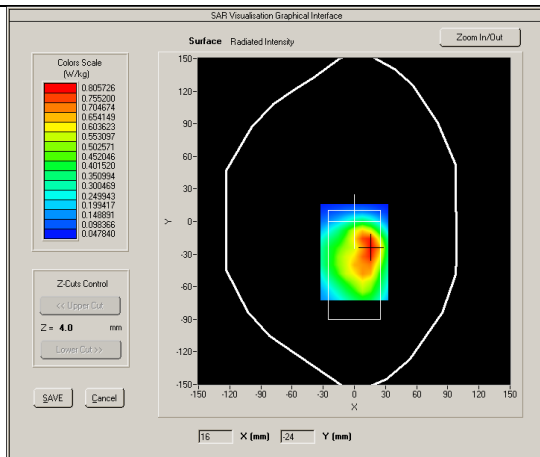 SAR Visualisation Graphical Interface
Surface Radiated Intensity
Zoom In/Out
Colors Scale
(W/kg)
0.805726
0.755200
0.704674
0.654149
0.603623
0.553097
0.502571
0.452046
0.401520
0.350994
0.300469
0.249943
0.199417
0.148891
0.098366
0.047840
Z-Cuts Control
<< Upper Cut
Z = 4.0 mm
Lower Cut >>
SAVE
Cancel
Y
150
120
90
60
30
0
-30
-60
-90
-120
-150
-150 -120 -90 -60 -30 0 30 60 90 120 150
X
16 X (mm) -24 Y (mm)